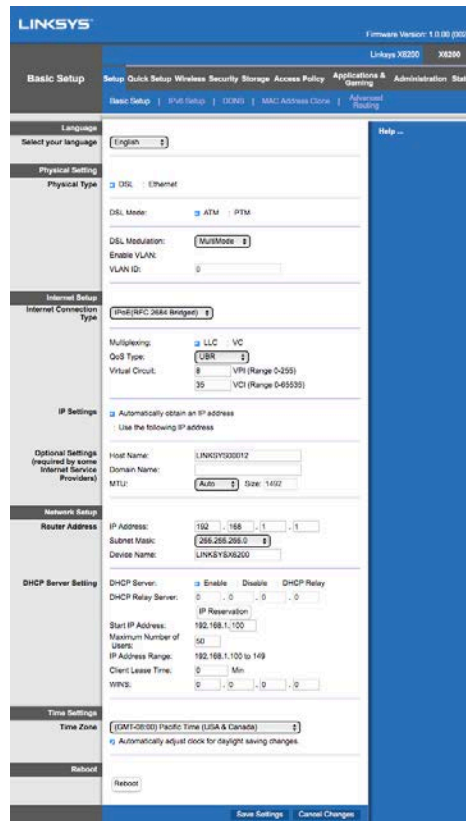 LINKSYS
Firmware Version: 1.0.00
Linksys X6200 X6200
Basic Setup
Setup Quick Setup Wireless Security Storage Access Policy Applications & Gaming Administration
Basic Setup | IPv6 Setup | DDNS | MAC Address Clone | Advanced Routing
Language
Help ...
Select your language English
Physical Setting
Physical Type DSL Ethernet
DSL Mode: ATM PTM
DSL Modulation: MultiMode
Enable VLAN:
VLAN ID: 0
Internet Setup
Internet Connection Type IPoE(RFC 2684 Bridged)
Multiplexing: LLC VC
QoS Type: UBR
Virtual Circuit: 8 VPI (Range 0-255)
35 VCI (Range 0-65535)
IP Settings Automatically obtain an IP address
Use the following IP address
Optional Settings (required by some Internet Service Providers)
Host Name: LINKSYS00012
Domain Name:
MTU: Auto Size: 1492
Network Setup
Router Address IP Address: 192 . 168 . 1 . 1
Subnet Mask: 255.255.255.0
Device Name: LINKSYSX6200
DHCP Server Setting DHCP Server: Enable Disable DHCP Relay
DHCP Relay Server: 0 . 0 . 0 . 0
IP Reservation
Start IP Address: 192.168.1. 100
Maximum Number of Users: 50
IP Address Range: 192.168.1.100 to 149
Client Lease Time: 0 Min
WINS: 0 . 0 . 0 . 0
Time Settings
Time Zone (GMT-08:00) Pacific Time (USA & Canada)
Automatically adjust clock for daylight saving changes.
Reboot
Reboot
Save Settings Cancel Changes